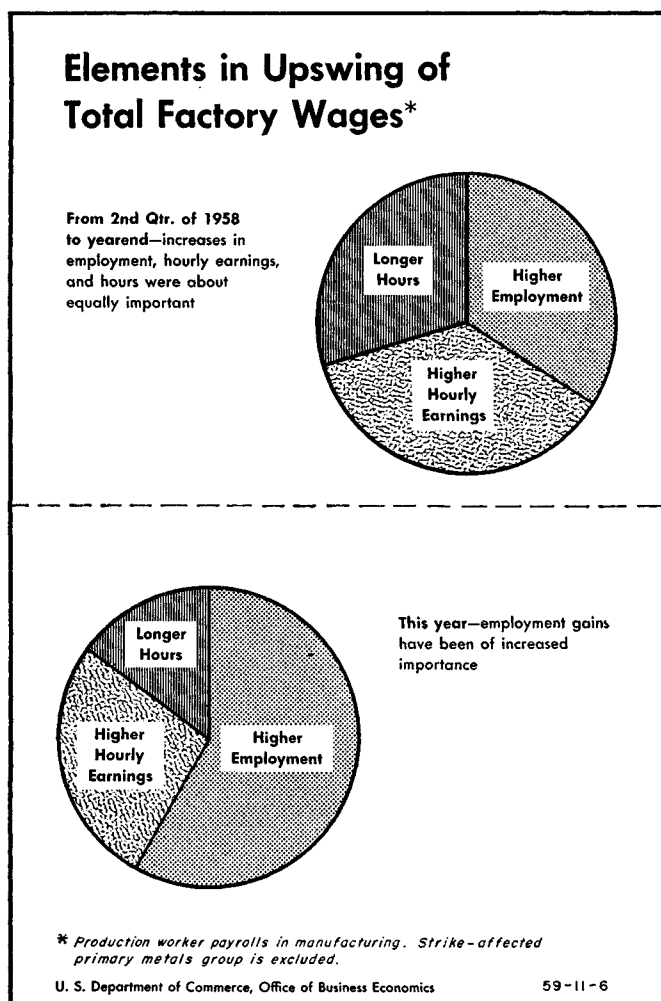 Elements in Upswing of
Total Factory Wages*
From 2nd Qtr. of 1958
to yearend—increases in
employment, hourly earnings,
and hours were about
equally important
Longer
Hours
Higher
Employment
Higher
Hourly
Earnings
This year—employment gains
have been of increased
importance
Longer
Hours
Higher
Hourly
Earnings
Higher
Employment
* Production worker payrolls in manufacturing. Strike-affected
primary metals group is excluded.
U. S. Department of Commerce, Office of Business Economics 59-11-6